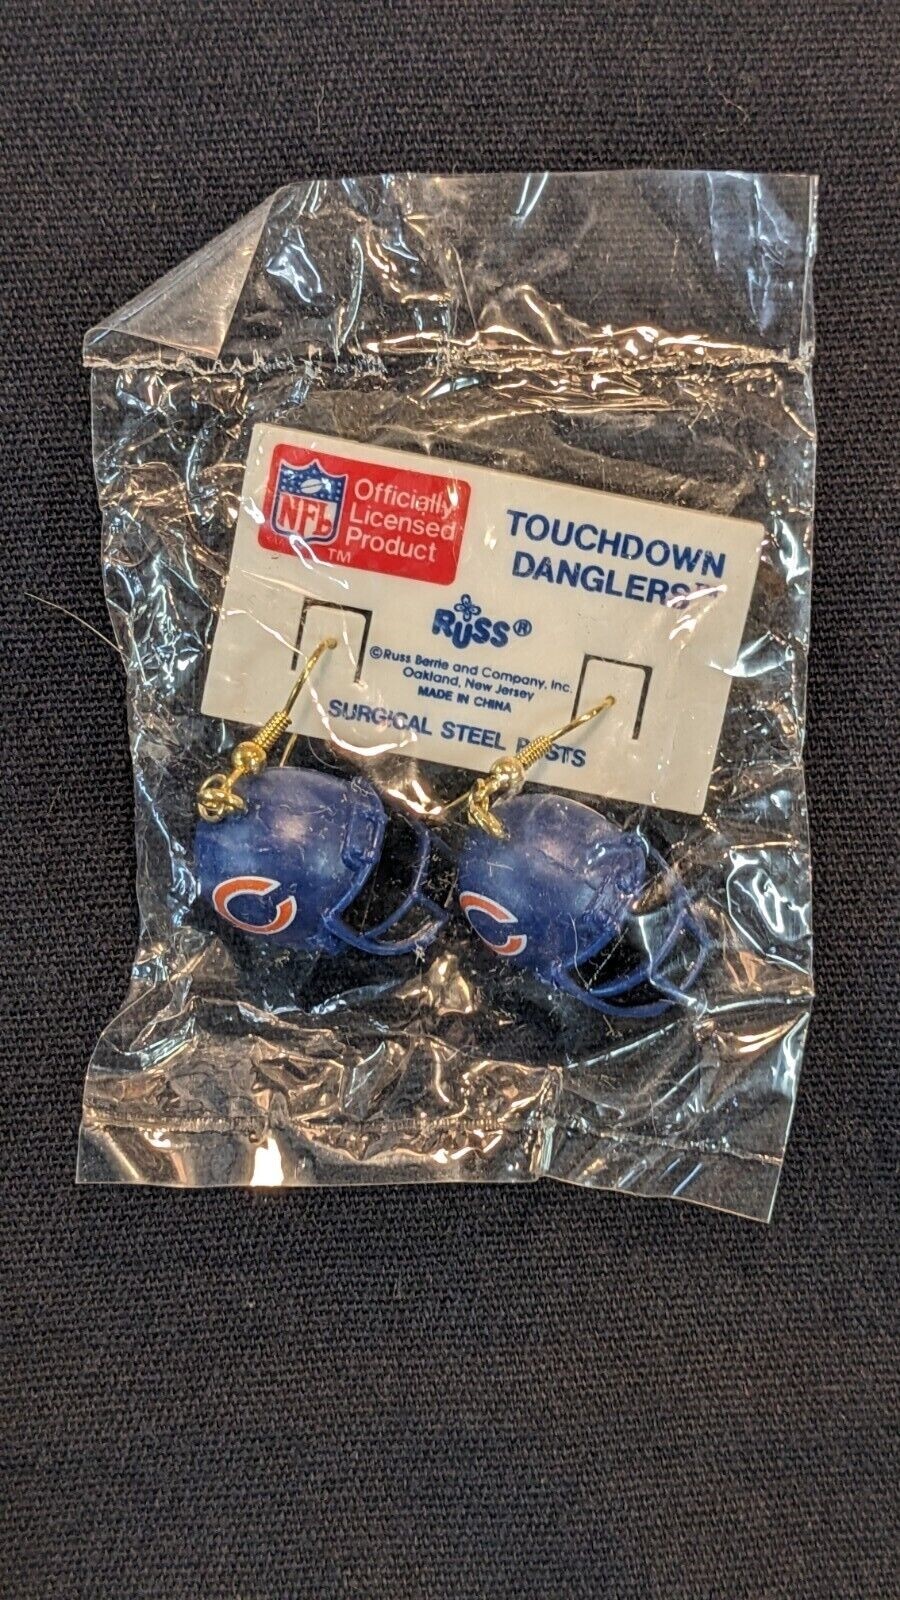 NFL
Officially
Licensed
Product
TM
TOUCHDOWN
DANGLERS™
RUSS®
©Russ Berrie and Company, Inc.
Oakland, New Jersey
MADE IN CHINA
SURGICAL STEEL POSTS
C
C